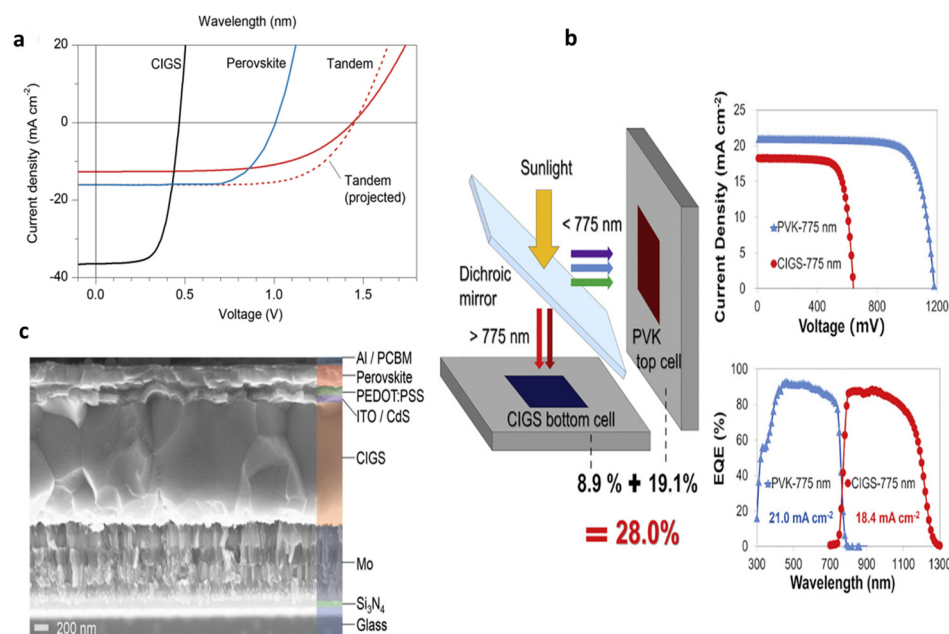 a
Wavelength (nm)
20
0
-20
-40
Current density (mA cm⁻²)
CIGS
Perovskite
Tandem
Tandem
(projected)
0.0
0.5
1.0
1.5
Voltage (V)
b
Sunlight
< 775 nm
Dichroic
mirror
> 775 nm
PVK
top cell
CIGS bottom cell
8.9 % + 19.1%
= 28.0%
Current Density (mA cm⁻²)
25
20
15
10
5
0
PVK-775 nm
CIGS-775 nm
0
400
800
1200
Voltage (mV)
EQE (%)
100
80
60
40
20
0
PVK-775 nm
CIGS-775 nm
21.0 mA cm⁻²
18.4 mA cm⁻²
300
500
700
900
1100
1300
Wavelength (nm)
c
Al / PCBM
Perovskite
PEDOT:PSS
ITO / CdS
CIGS
Mo
Si₃N₄
Glass
200 nm